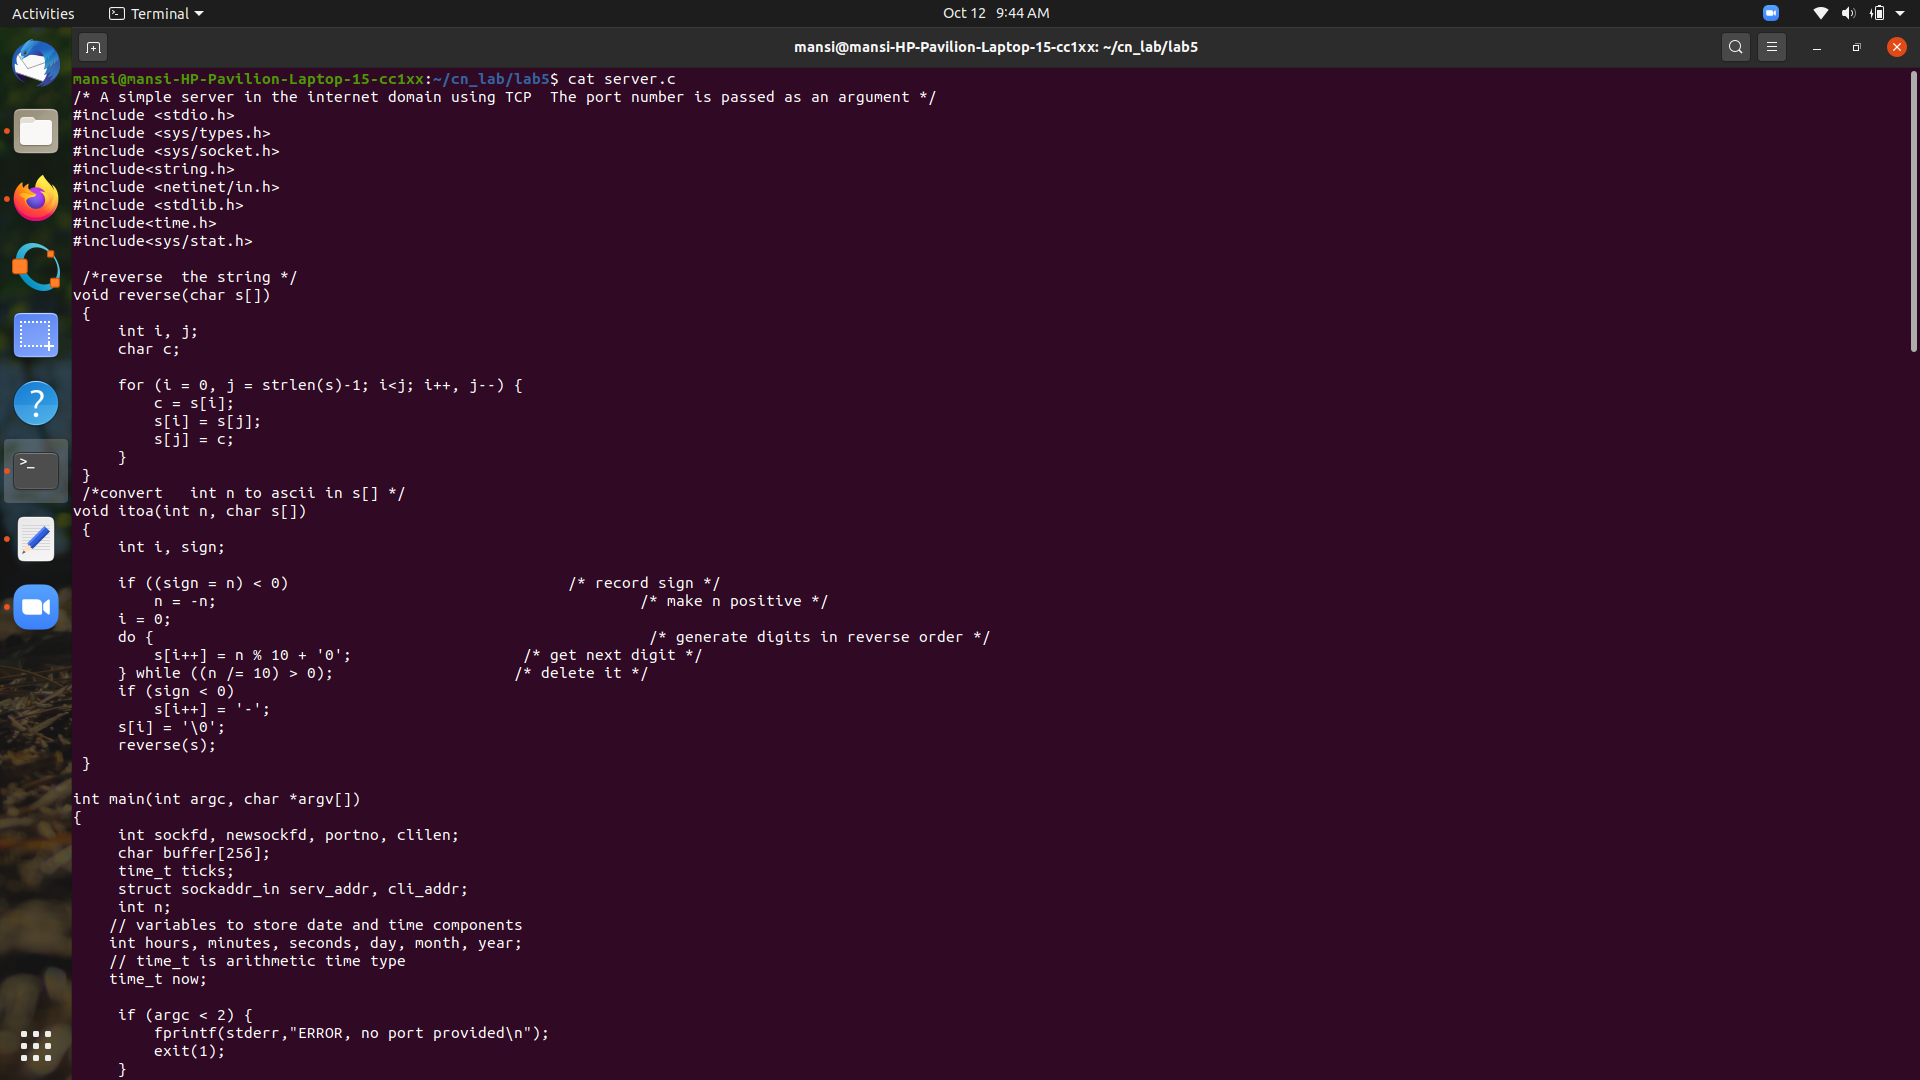 Activities Terminal Oct 12 9:44 AM
mansi@mansi-HP-Pavilion-Laptop-15-cc1xx: ~/cn_lab/lab5
mansi@mansi-HP-Pavilion-Laptop-15-cc1xx:~/cn_lab/lab5$ cat server.c
/* A simple server in the internet domain using TCP  The port number is passed as an argument */
#include <stdio.h>
#include <sys/types.h>
#include <sys/socket.h>
#include<string.h>
#include <netinet/in.h>
#include <stdlib.h>
#include<time.h>
#include<sys/stat.h>

 /*reverse  the string */
void reverse(char s[])
 {
     int i, j;
     char c;

     for (i = 0, j = strlen(s)-1; i<j; i++, j--) {
         c = s[i];
         s[i] = s[j];
         s[j] = c;
     }
 }
 /*convert   int n to ascii in s[] */
void itoa(int n, char s[])
 {
     int i, sign;

     if ((sign = n) < 0)                               /* record sign */
         n = -n;                                               /* make n positive */
     i = 0;
     do {                                                       /* generate digits in reverse order */
         s[i++] = n % 10 + '0';                   /* get next digit */
     } while ((n /= 10) > 0);                    /* delete it */
     if (sign < 0)
         s[i++] = '-';
     s[i] = '\0';
     reverse(s);
 }

int main(int argc, char *argv[])
{
     int sockfd, newsockfd, portno, clilen;
     char buffer[256];
     time_t ticks;
     struct sockaddr_in serv_addr, cli_addr;
     int n;
    // variables to store date and time components
    int hours, minutes, seconds, day, month, year;
    // time_t is arithmetic time type
    time_t now;

     if (argc < 2) {
         fprintf(stderr,"ERROR, no port provided\n");
         exit(1);
     }